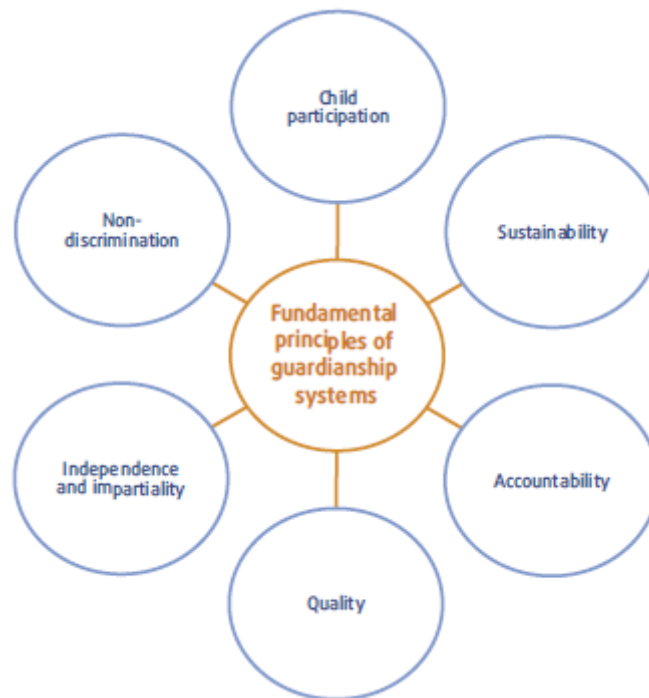 Child
participation
Non-
discrimination
Sustainability
Fundamental
principles of
guardianship
systems
Independence
and impartiality
Accountability
Quality